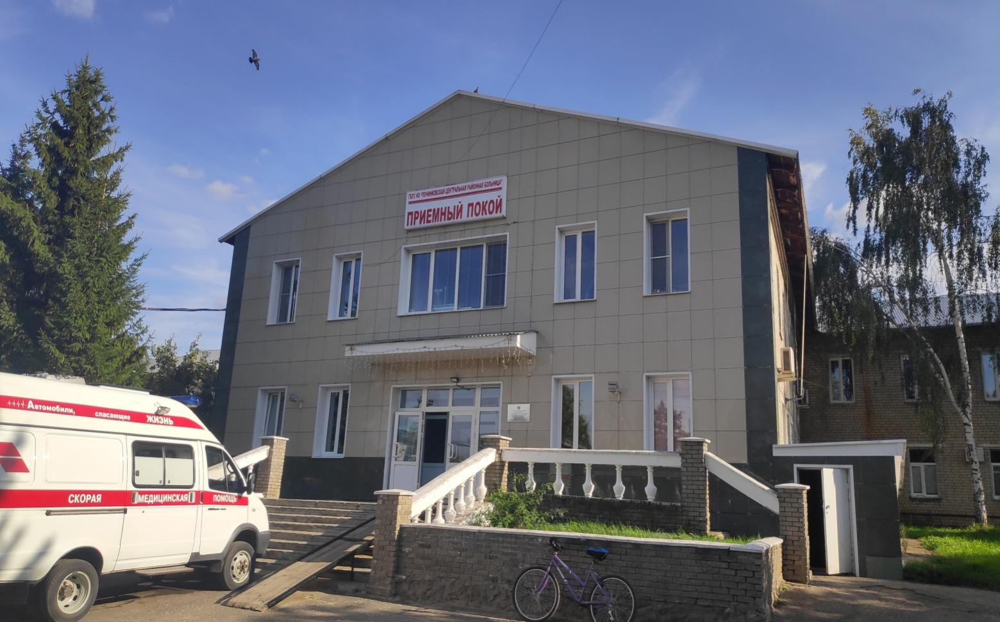 ГБУЗ НО "ПОЧИНКОВСКАЯ ЦЕНТРАЛЬНАЯ РАЙОННАЯ БОЛЬНИЦА"
ПРИЕМНЫЙ ПОКОЙ
Автомобили, спасающие ЖИЗНЬ
СКОРАЯ МЕДИЦИНСКАЯ ПОМОЩЬ